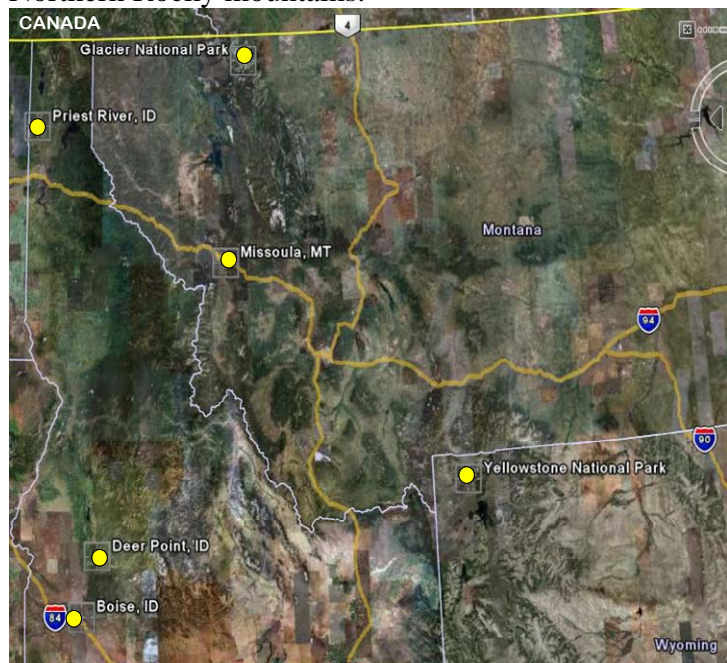 CANADA
4
Glacier National Park
Priest River, ID
Montana
Missoula, MT
94
90
Yellowstone National Park
Deer Point, ID
Boise, ID
84
Wyoming